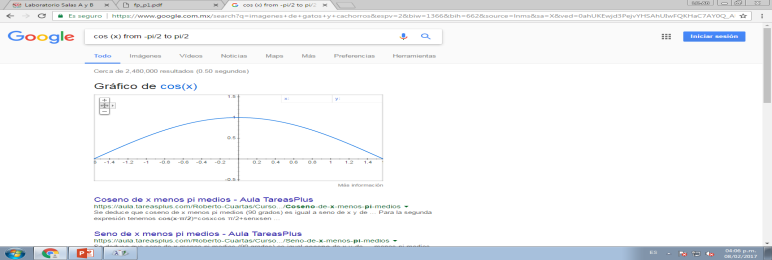 Laboratorio Salas A y B
fp_p1.pdf
cos (x) from -pi/2 to pi/2
Es seguro https://www.google.com.mx/search?q=imagenes+de+gatos+y+cachorros&espv=2&biw=1366&bih=662&source=lnms&sa=X&ved=
Google
cos (x) from -pi/2 to pi/2
Iniciar sesión
Todo Imágenes Vídeos Noticias Maps Más Preferencias Herramientas
Cerca de 2,480,000 resultados (0.50 segundos)
Gráfico de cos(x)
x: y:
1.5
1
0.5
-1.4 -1.2 -1 -0.8 -0.6 -0.4 -0.2 0.2 0.4 0.6 0.8 1 1.2 1.4
-0.5
Más información
Coseno de x menos pi medios - Aula TareasPlus
https://aula.tareasplus.com/Roberto-Cuartas/Curso.../Coseno-de-x-menos-pi-medios
Se deduce que coseno de x menos pi medios (90 grados) es igual a seno de x y de ... Para la segunda
expresión tenemos cos(x-π/2)=cosxcos π/2+senxsen ...
Seno de x menos pi medios - Aula TareasPlus
https://aula.tareasplus.com/Roberto-Cuartas/Curso.../Seno-de-x-menos-pi-medios
ES
04:06 p.m.
08/02/2017